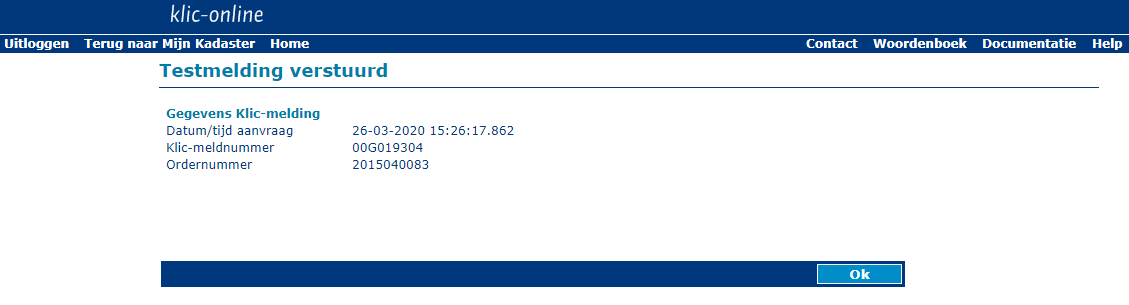 klic-online
Uitloggen Terug naar Mijn Kadaster Home Contact Woordenboek Documentatie Help
Testmelding verstuurd
Gegevens Klic-melding
Datum/tijd aanvraag 26-03-2020 15:26:17.862
Klic-meldnummer 00G019304
Ordernummer 2015040083
Ok